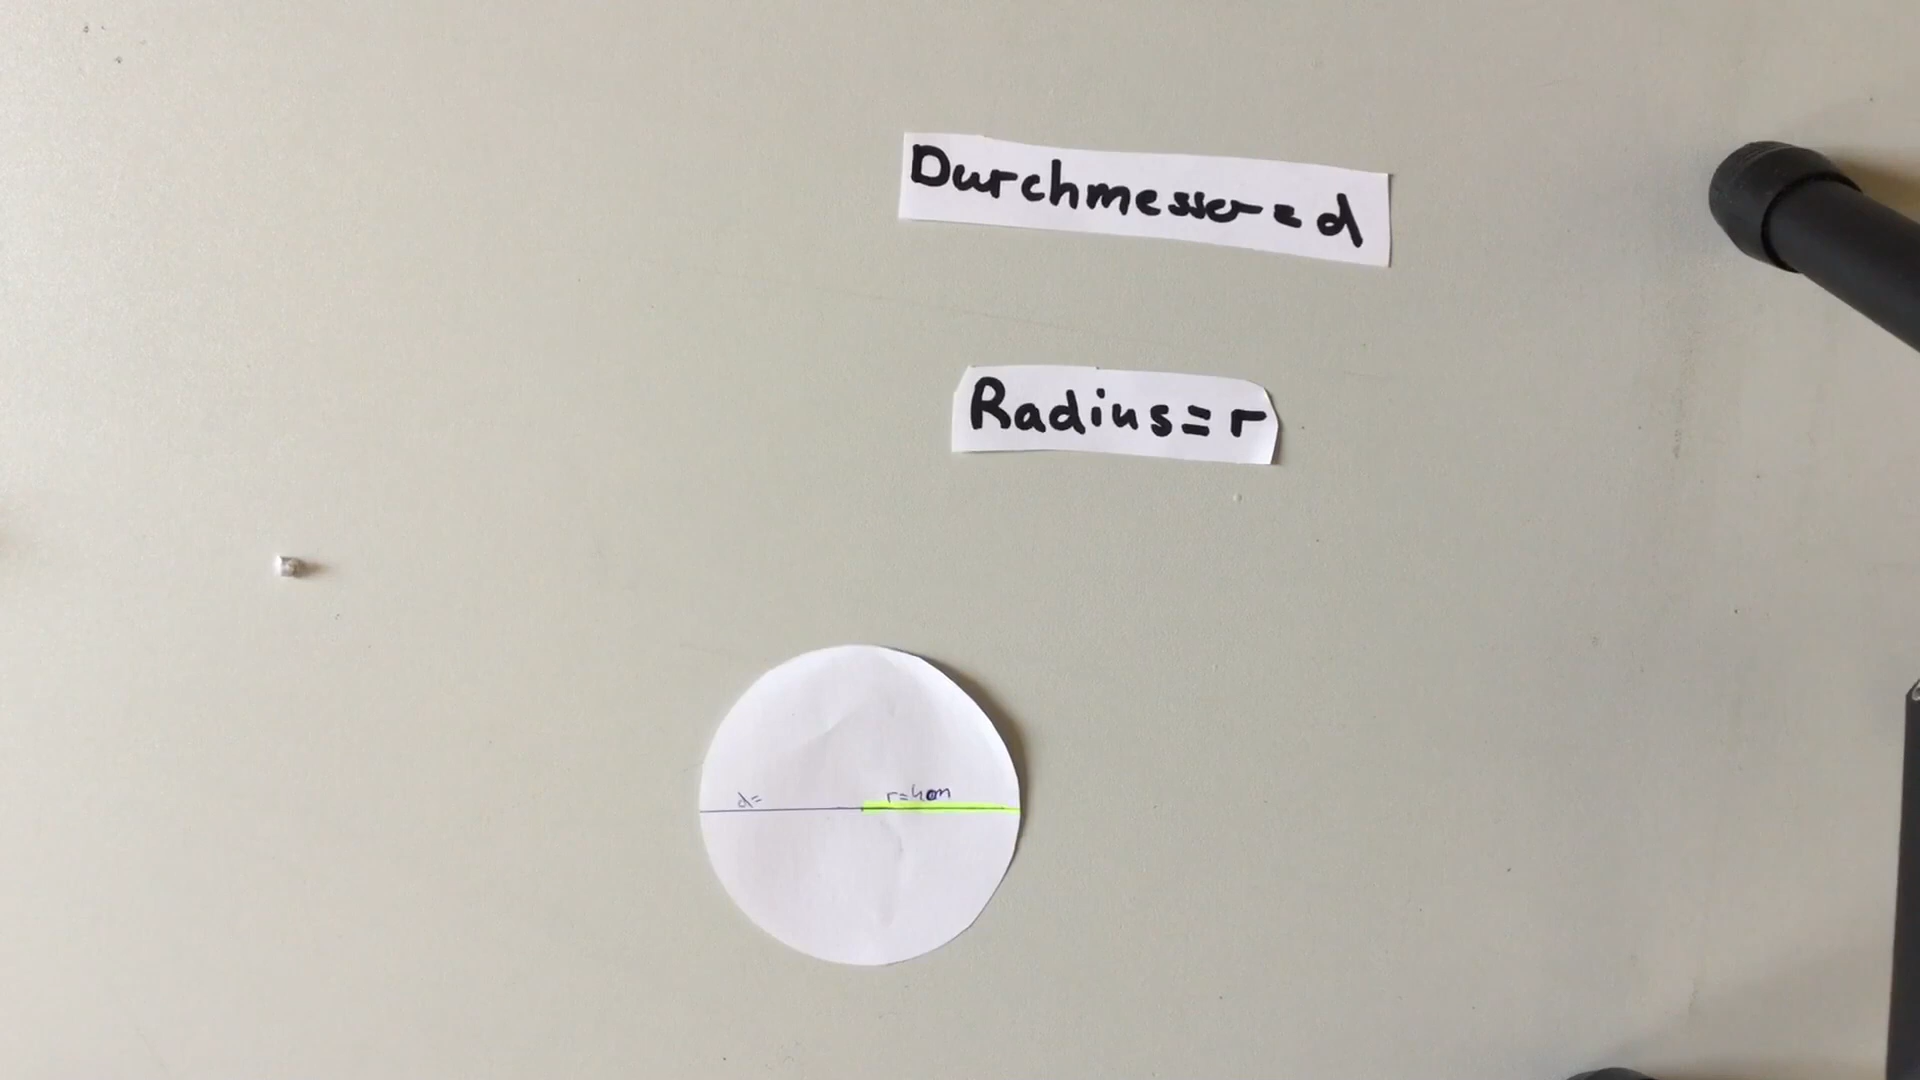 Durchmesser = d
Radius = r
d=
r=4cm